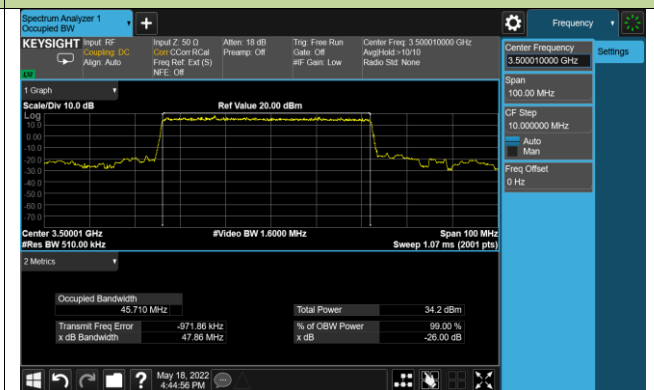 Spectrum Analyzer 1
Occupied BW
Frequency
KEYSIGHT
Input: RF
Coupling: DC
Align: Auto
Input Z: 50 Ω
Corr CCorr RCal
Freq Ref: Ext (S)
NFE: Off
Atten: 18 dB
Preamp: Off
Trig: Free Run
Gate: Off
#IF Gain: Low
Center Freq: 3.500010000 GHz
Avg|Hold:>10/10
Radio Std: None
Center Frequency
3.500010000 GHz
Settings
Span
100.00 MHz
CF Step
10.000000 MHz
Auto
Man
Freq Offset
0 Hz
1 Graph
Scale/Div 10.0 dB
Ref Value 20.00 dBm
Log
10.0
0.00
-10.0
-20.0
-30.0
-40.0
-50.0
-60.0
-70.0
Center 3.50001 GHz
#Video BW 1.6000 MHz
Span 100 MHz
#Res BW 510.00 kHz
Sweep 1.07 ms (2001 pts)
2 Metrics
Occupied Bandwidth
45.710 MHz
Total Power 34.2 dBm
Transmit Freq Error -971.86 kHz
% of OBW Power 99.00 %
x dB Bandwidth 47.86 MHz
x dB -26.00 dB
May 18, 2022
4:44:56 PM